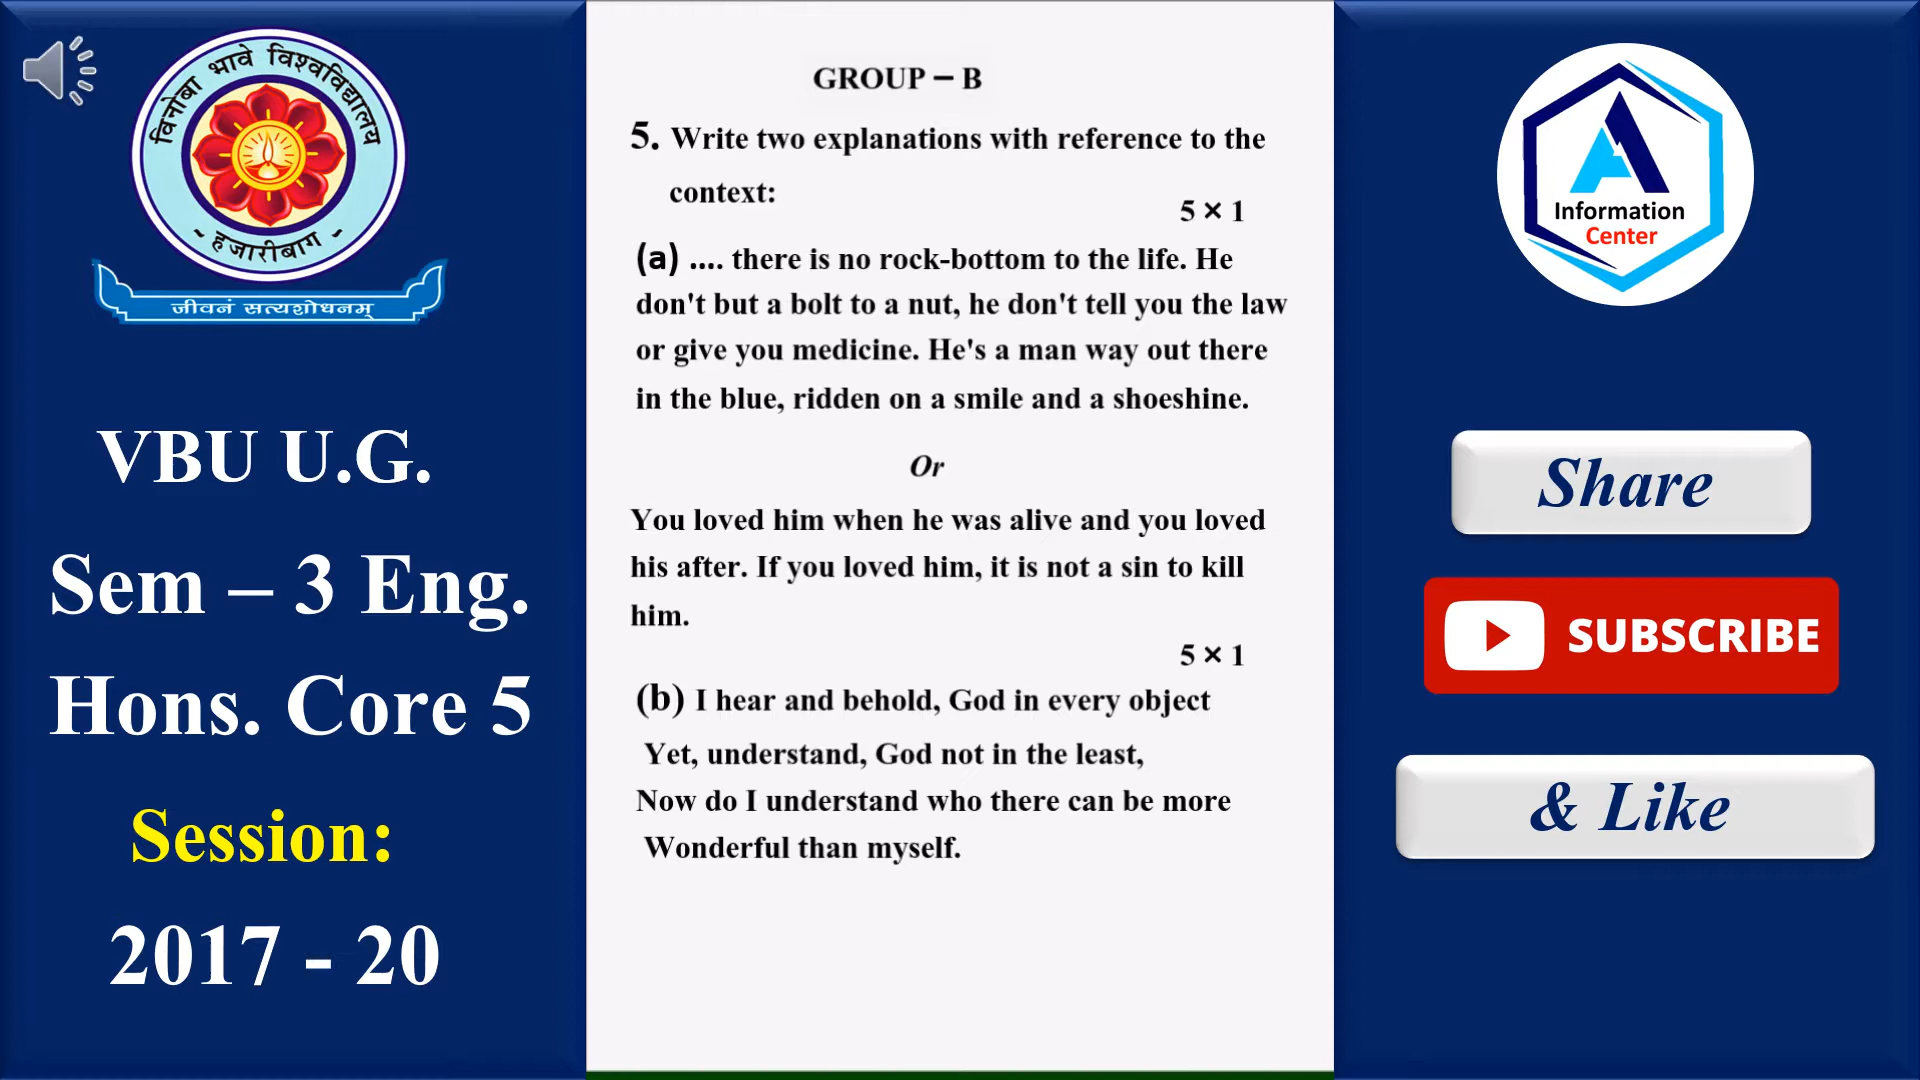 विनोबा भावे विश्वविद्यालय
- हजारीबाग -
जीवनं सत्यशोधनम्
VBU U.G.
Sem – 3 Eng.
Hons. Core 5
Session:
2017 - 20
GROUP – B
5. Write two explanations with reference to the
context:
5 × 1
(a) .... there is no rock-bottom to the life. He
don't but a bolt to a nut, he don't tell you the law
or give you medicine. He's a man way out there
in the blue, ridden on a smile and a shoeshine.
Or
You loved him when he was alive and you loved
his after. If you loved him, it is not a sin to kill
him.
5 × 1
(b) I hear and behold, God in every object
Yet, understand, God not in the least,
Now do I understand who there can be more
Wonderful than myself.
A
Information
Center
Share
SUBSCRIBE
& Like